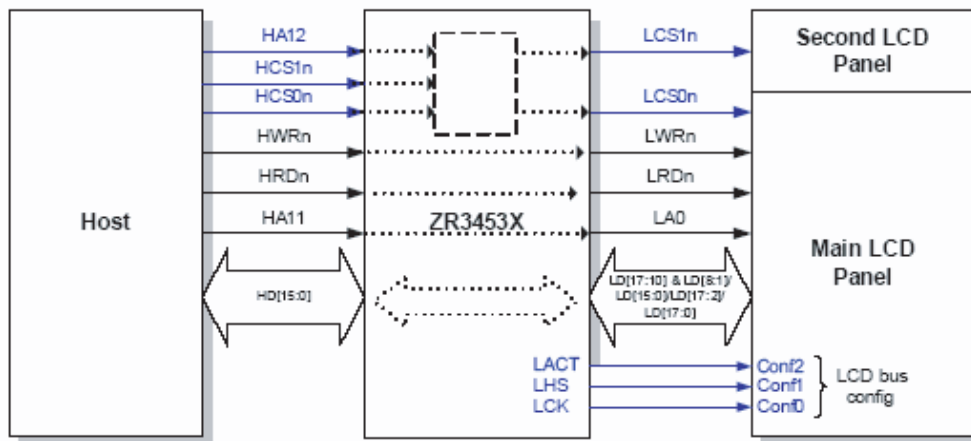 HA12
HCS1n
HCS0n
HWRn
HRDn
HA11
HD[15:0]
Host
ZR3453X
LCS1n
LCS0n
LWRn
LRDn
LA0
LD[17:10] & LD[8:1]/
LD[15:0]/LD[17:2]/
LD[17:0]
LACT
LHS
LCK
Second LCD
Panel
Main LCD
Panel
Conf2
Conf1
Conf0
LCD bus
config